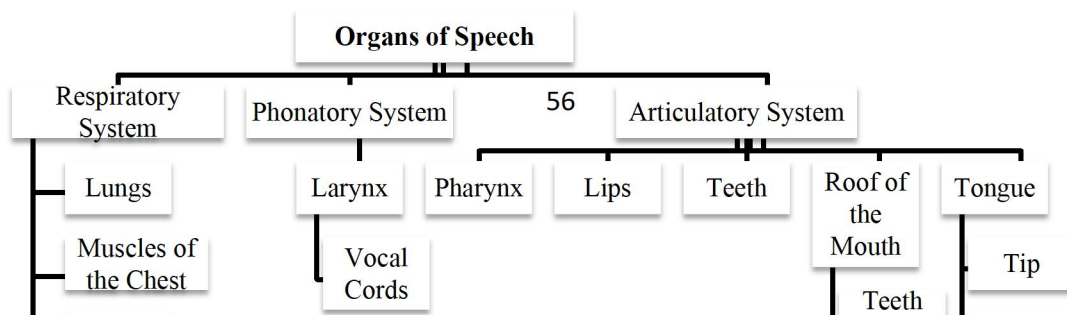 Organs of Speech
Respiratory
System
Phonatory System
56
Articulatory System
Lungs
Larynx
Pharynx
Lips
Teeth
Roof of
the
Mouth
Tongue
Muscles of
the Chest
Vocal
Cords
Tip
Teeth